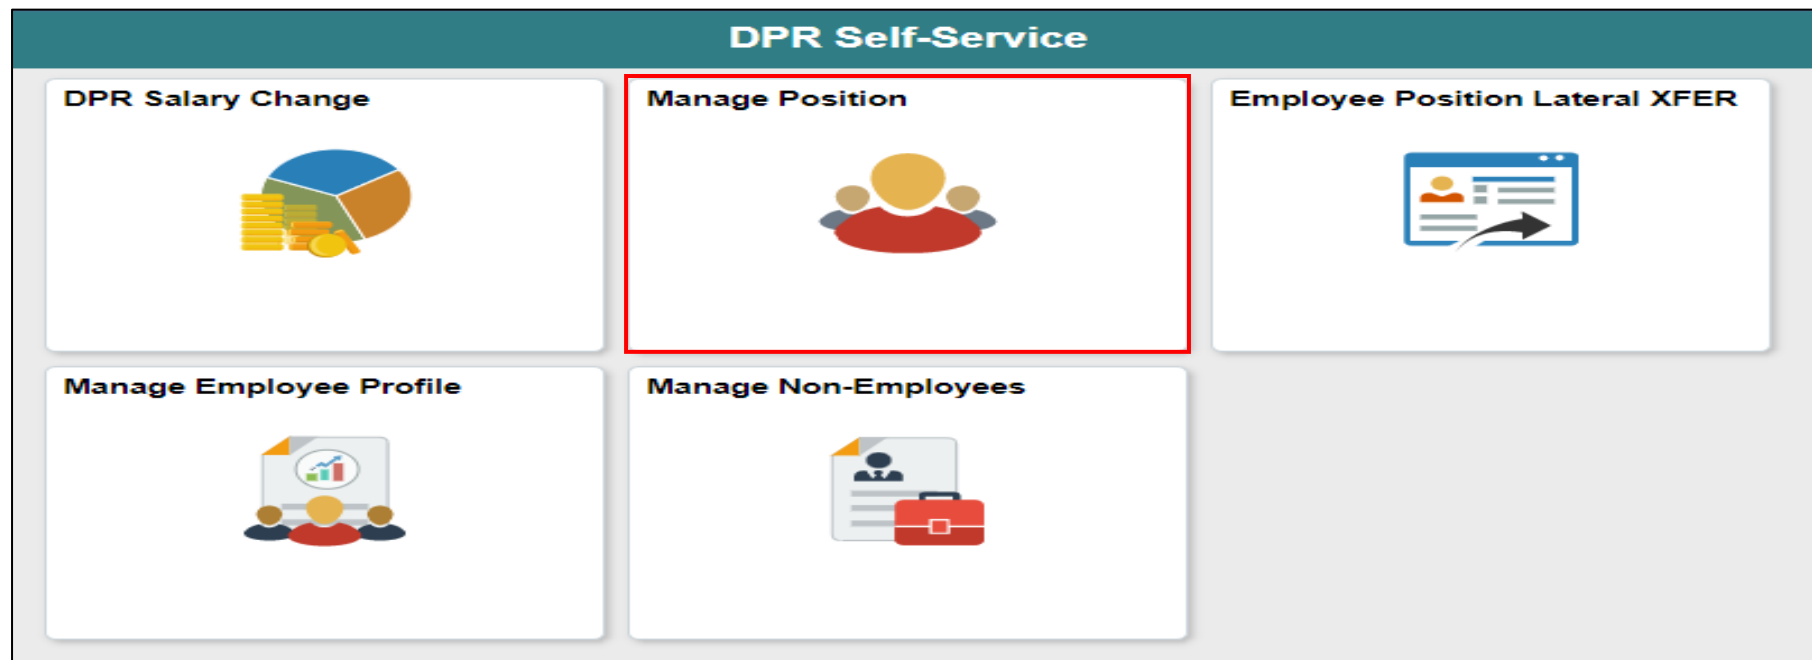 DPR Self-Service
DPR Salary Change
Manage Position
Employee Position Lateral XFER
Manage Employee Profile
Manage Non-Employees